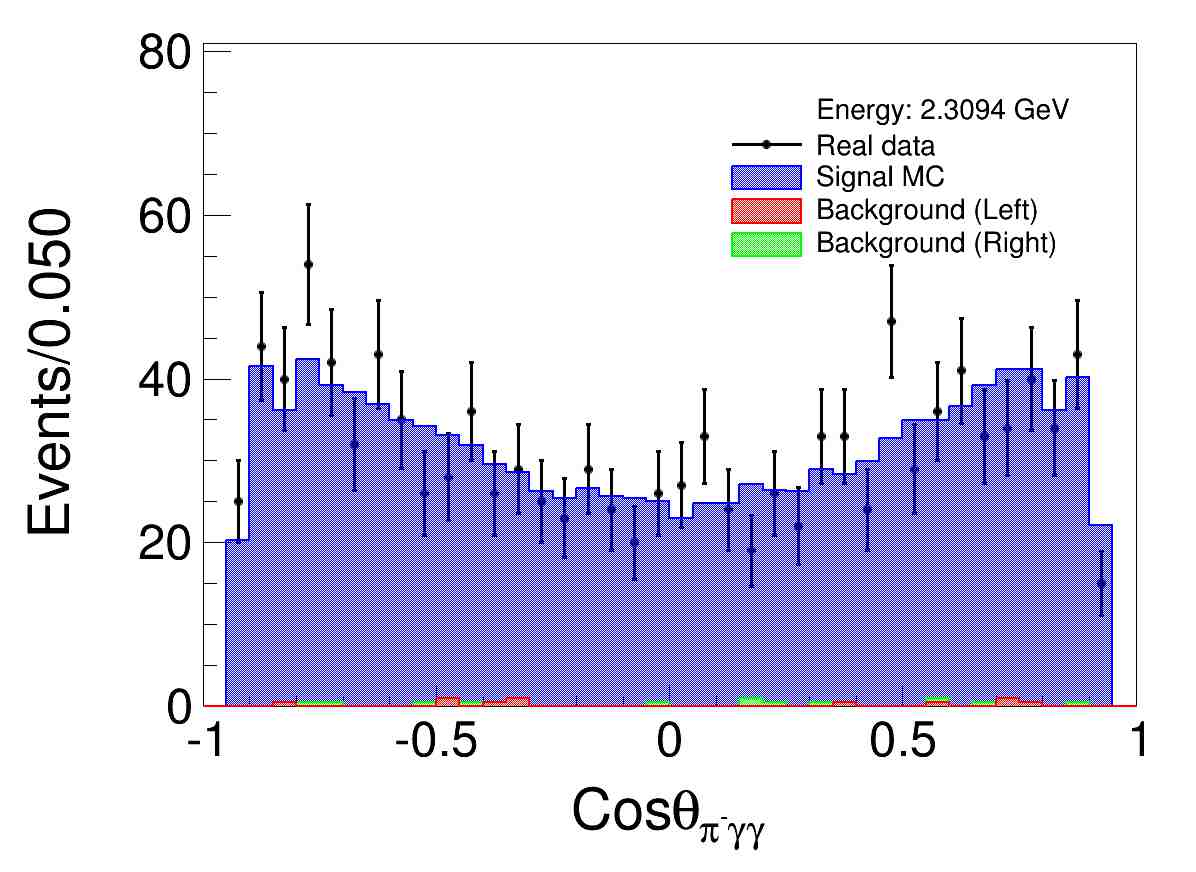 Events/0.050
80
60
40
20
0
Energy: 2.3094 GeV
Real data
Signal MC
Background (Left)
Background (Right)
-1 -0.5 0 0.5 1
Cosθπ⁻γγ